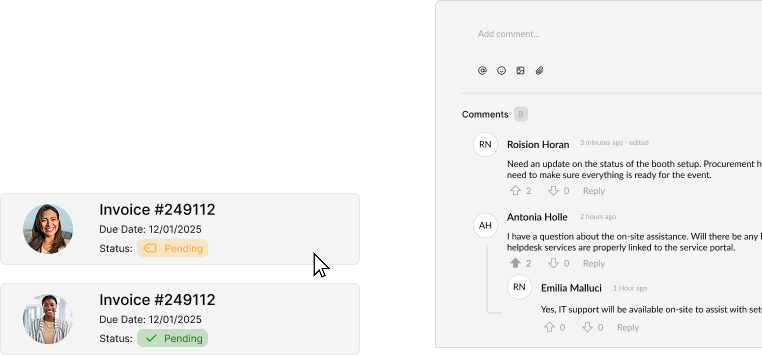 Invoice #249112
Due Date: 12/01/2025
Status: Pending
Invoice #249112
Due Date: 12/01/2025
Status: Pending
Add comment...
Comments 8
RN Roision Horan 3 minutes ago · edited
Need an update on the status of the booth setup. Procurement
need to make sure everything is ready for the event.
2 0 Reply
AH Antonia Holle 2 hours ago
I have a question about the on-site assistance. Will there be any
helpdesk services are properly linked to the service portal.
2 0 Reply
RN Emilia Malluci 1 Hour ago
Yes, IT support will be available on-site to assist with
0 0 Reply